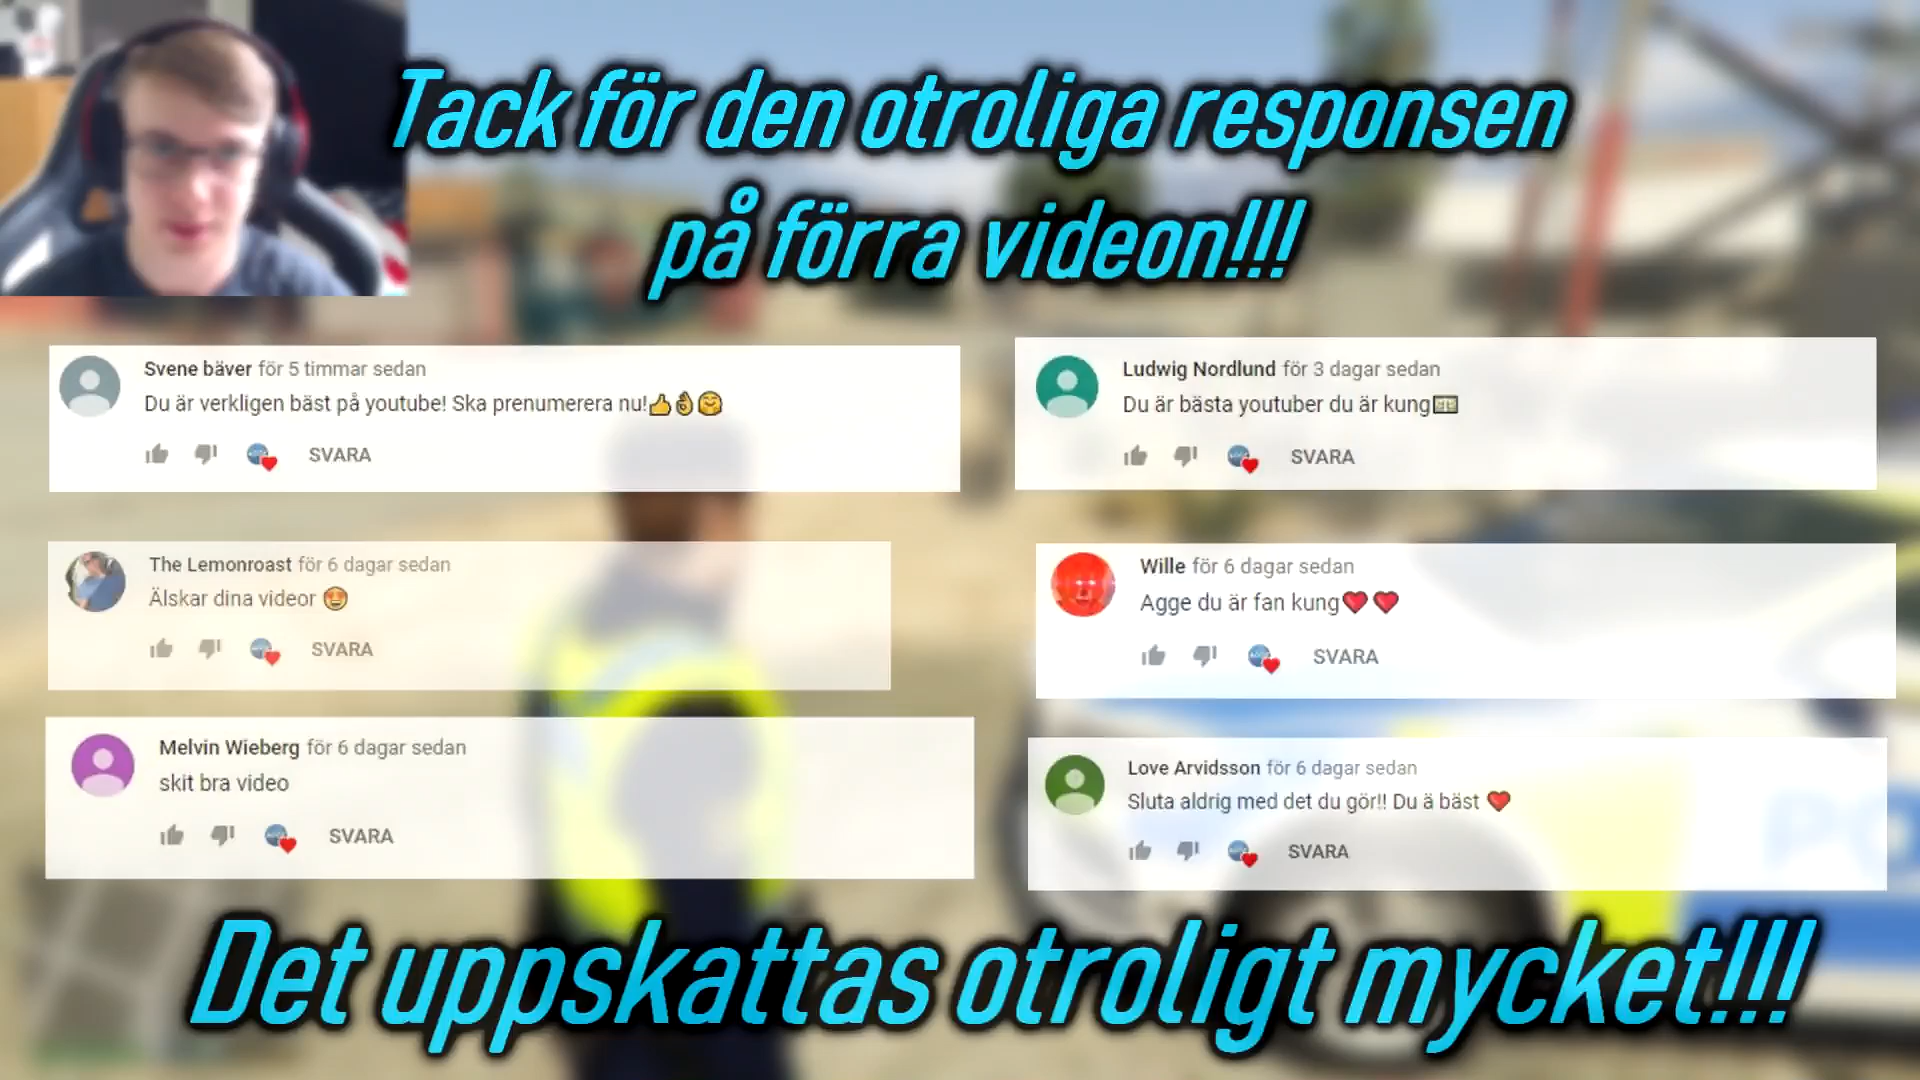 Tack för den otroliga responsen
på förra videon!!!
Svene bäver för 5 timmar sedan
Du är verkligen bäst på youtube! Ska prenumerera nu!👍👌🤗
SVARA
Ludwig Nordlund för 3 dagar sedan
Du är bästa youtuber du är kung💵
SVARA
The Lemonroast för 6 dagar sedan
Älskar dina videor 😍
SVARA
Wille för 6 dagar sedan
Agge du är fan kung❤️ ❤️
SVARA
Melvin Wieberg för 6 dagar sedan
skit bra video
SVARA
Love Arvidsson för 6 dagar sedan
Sluta aldrig med det du gör!! Du ä bäst ❤️
SVARA
Det uppskattas otroligt mycket!!!